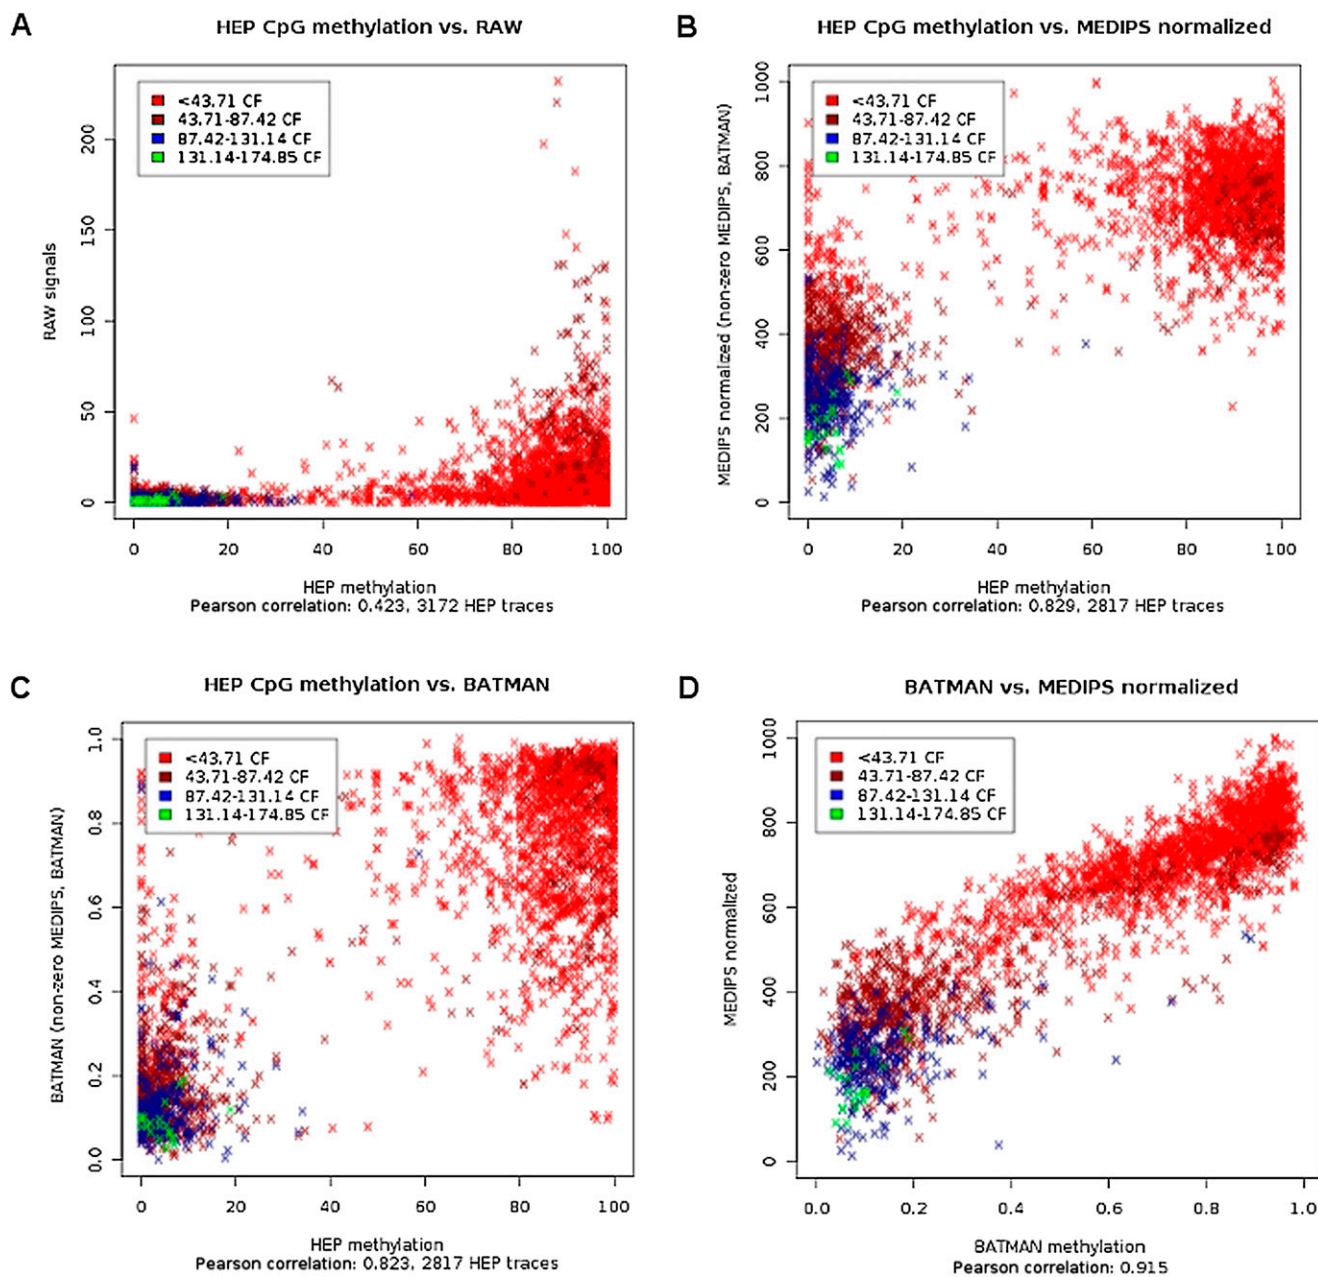 A
HEP CpG methylation vs. RAW
<43.71 CF
43.71-87.42 CF
87.42-131.14 CF
131.14-174.85 CF
RAW signals
200
150
100
50
0
0 20 40 60 80 100
HEP methylation
Pearson correlation: 0.423, 3172 HEP traces
B
HEP CpG methylation vs. MEDIPS normalized
<43.71 CF
43.71-87.42 CF
87.42-131.14 CF
131.14-174.85 CF
MEDIPS normalized (non-zero MEDIPS, BATMAN)
1000
800
600
400
200
0
0 20 40 60 80 100
HEP methylation
Pearson correlation: 0.829, 2817 HEP traces
C
HEP CpG methylation vs. BATMAN
<43.71 CF
43.71-87.42 CF
87.42-131.14 CF
131.14-174.85 CF
BATMAN (non-zero MEDIPS, BATMAN)
1.0
0.8
0.6
0.4
0.2
0.0
0 20 40 60 80 100
HEP methylation
Pearson correlation: 0.823, 2817 HEP traces
D
BATMAN vs. MEDIPS normalized
<43.71 CF
43.71-87.42 CF
87.42-131.14 CF
131.14-174.85 CF
MEDIPS normalized
1000
800
600
400
200
0
0.0 0.2 0.4 0.6 0.8 1.0
BATMAN methylation
Pearson correlation: 0.915